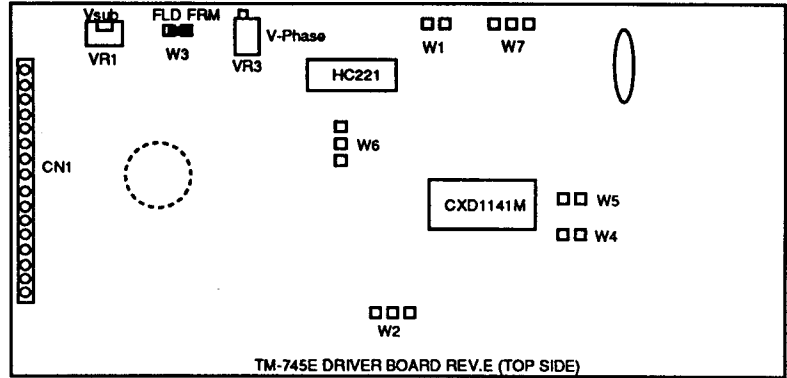 Vsub FLD FRM
V-Phase
VR1 W3 VR3
W1 W7
HC221
W6
CN1
CXD1141M
W5
W4
W2
TM-745E DRIVER BOARD REV.E (TOP SIDE)